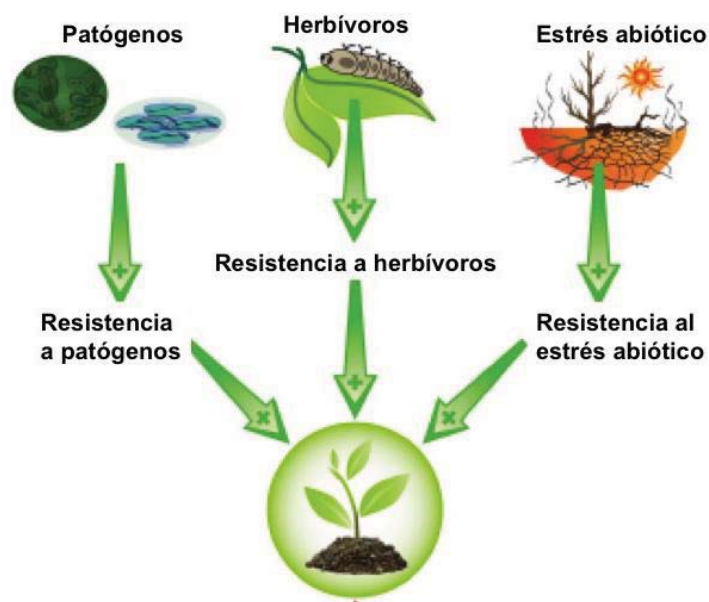 Patógenos
Herbívoros
Estrés abiótico
Resistencia a herbívoros
Resistencia
a patógenos
Resistencia al
estrés abiótico